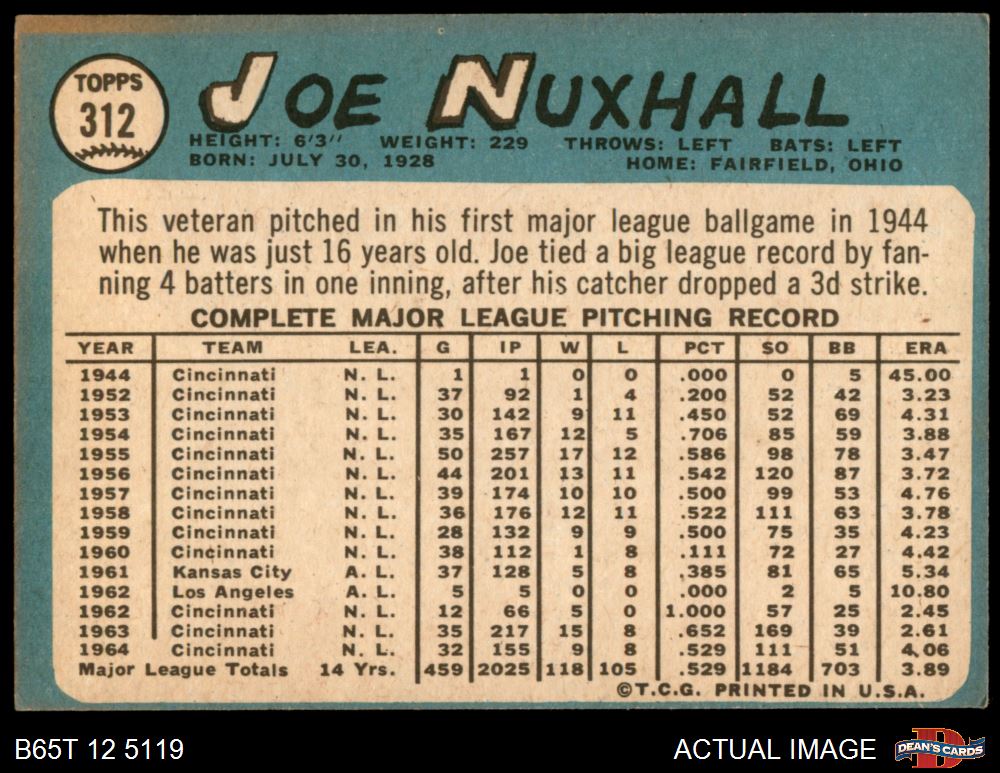 TOPPS
312
JOE NUXHALL
HEIGHT: 6'3" WEIGHT: 229 THROWS: LEFT BATS: LEFT
BORN: JULY 30, 1928 HOME: FAIRFIELD, OHIO
This veteran pitched in his first major league ballgame in 1944
when he was just 16 years old. Joe tied a big league record by fan-
ning 4 batters in one inning, after his catcher dropped a 3d strike.
COMPLETE MAJOR LEAGUE PITCHING RECORD
YEAR TEAM LEA. G IP W L PCT SO BB ERA
1944 Cincinnati N. L. 1 1 0 0 .000 0 5 45.00
1952 Cincinnati N. L. 37 92 1 4 .200 52 42 3.23
1953 Cincinnati N. L. 30 142 9 11 .450 52 69 4.31
1954 Cincinnati N. L. 35 167 12 5 .706 85 59 3.88
1955 Cincinnati N. L. 50 257 17 12 .586 98 78 3.47
1956 Cincinnati N. L. 44 201 13 11 .542 120 87 3.72
1957 Cincinnati N. L. 39 174 10 10 .500 99 53 4.76
1958 Cincinnati N. L. 36 176 12 11 .522 111 63 3.78
1959 Cincinnati N. L. 28 132 9 9 .500 75 35 4.23
1960 Cincinnati N. L. 38 112 1 8 .111 72 27 4.42
1961 Kansas City A. L. 37 128 5 8 .385 81 65 5.34
1962 Los Angeles A. L. 5 5 0 0 .000 2 5 10.80
1962 Cincinnati N. L. 12 66 5 0 1.000 57 25 2.45
1963 Cincinnati N. L. 35 217 15 8 .652 169 39 2.61
1964 Cincinnati N. L. 32 155 9 8 .529 111 51 4.06
Major League Totals 14 Yrs. 459 2025 118 105 .529 1184 703 3.89
©T.C.G. PRINTED IN U.S.A.
B65T 12 5119 ACTUAL IMAGE
D
DEAN'S CARDS